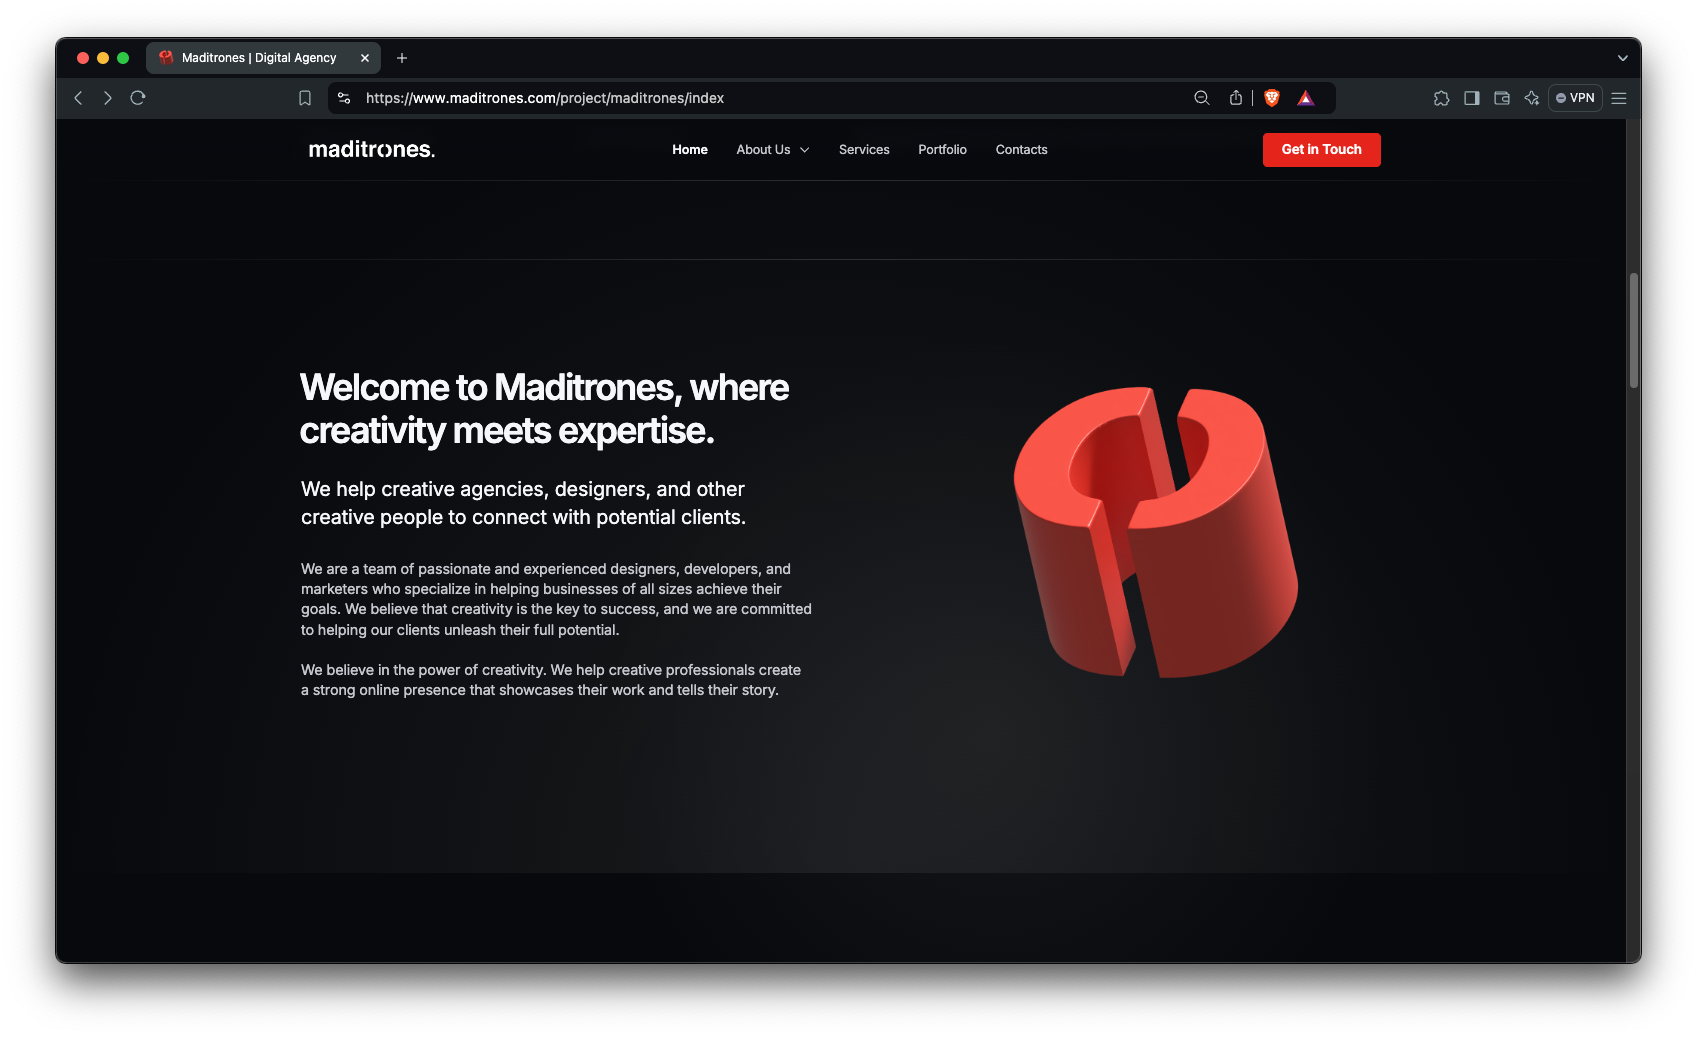 Maditrones | Digital Agency
https://www.maditrones.com/project/maditrones/index
VPN
maditrones.
Home
About Us
Services
Portfolio
Contacts
Get in Touch
Welcome to Maditrones, where
creativity meets expertise.
We help creative agencies, designers, and other
creative people to connect with potential clients.
We are a team of passionate and experienced designers, developers, and
marketers who specialize in helping businesses of all sizes achieve their
goals. We believe that creativity is the key to success, and we are committed
to helping our clients unleash their full potential.
We believe in the power of creativity. We help creative professionals create
a strong online presence that showcases their work and tells their story.